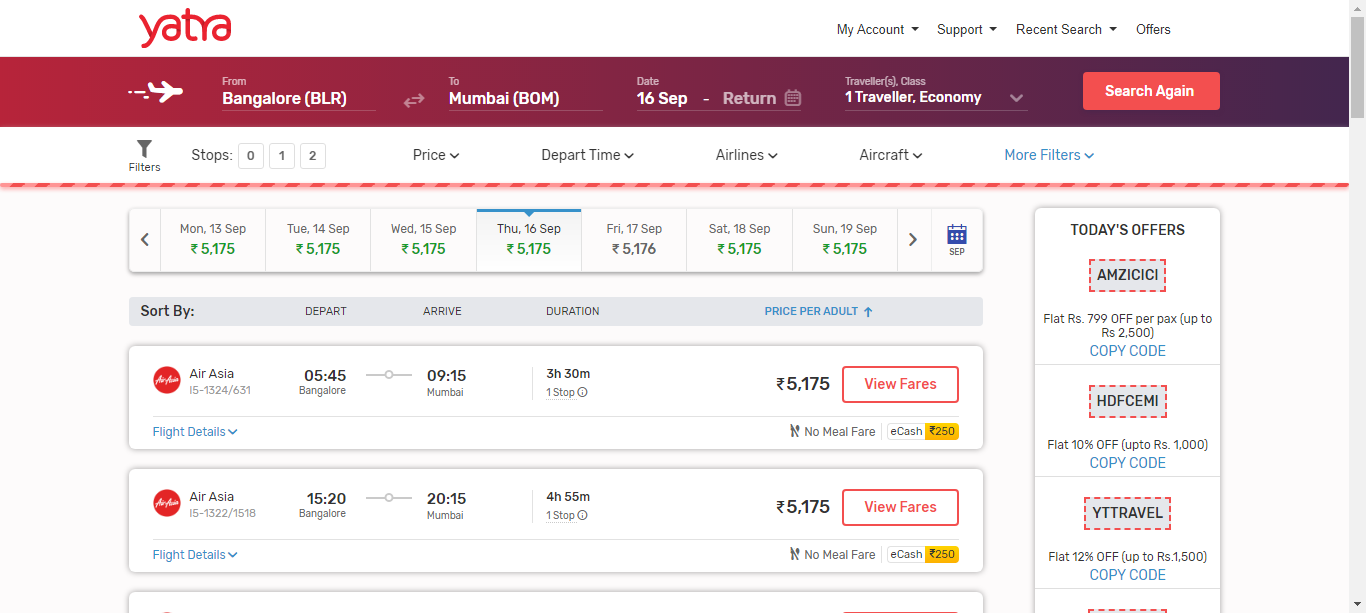 yatra
My Account Support Recent Search Offers
From To Date Traveller(s), Class
Bangalore (BLR) Mumbai (BOM) 16 Sep - Return 1 Traveller, Economy Search Again
Filters Stops: 0 1 2 Price Depart Time Airlines Aircraft More Filters
Mon, 13 Sep Tue, 14 Sep Wed, 15 Sep Thu, 16 Sep Fri, 17 Sep Sat, 18 Sep Sun, 19 Sep
₹ 5,175 ₹ 5,175 ₹ 5,175 ₹ 5,175 ₹ 5,176 ₹ 5,175 ₹ 5,175 SEP
Sort By: DEPART ARRIVE DURATION PRICE PER ADULT ↑
AirAsia Air Asia 05:45 09:15 3h 30m ₹5,175 View Fares
I5-1324/631 Bangalore Mumbai 1 Stop
Flight Details No Meal Fare eCash ₹250
AirAsia Air Asia 15:20 20:15 4h 55m ₹5,175 View Fares
I5-1322/1518 Bangalore Mumbai 1 Stop
Flight Details No Meal Fare eCash ₹250
TODAY'S OFFERS
AMZICICI
Flat Rs. 799 OFF per pax (up to
Rs 2,500)
COPY CODE
HDFCEMI
Flat 10% OFF (upto Rs. 1,000)
COPY CODE
YTTRAVEL
Flat 12% OFF (up to Rs.1,500)
COPY CODE